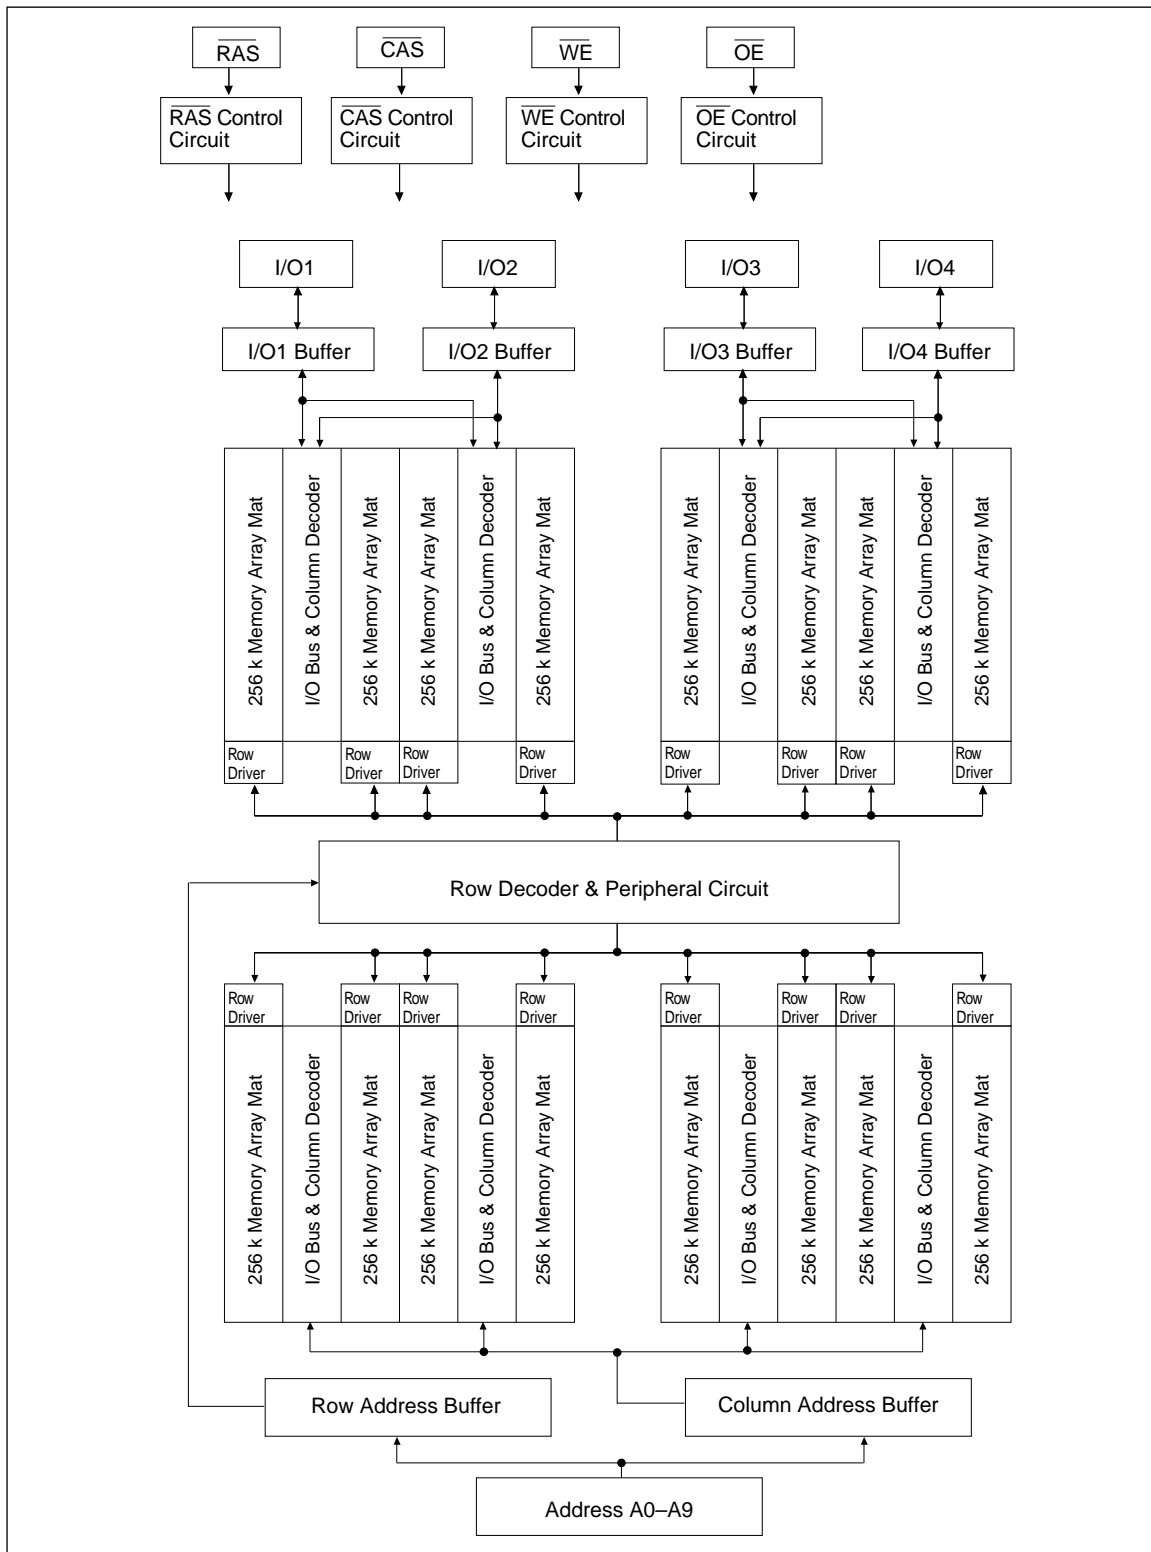 R̅A̅S̅
C̅A̅S̅
W̅E̅
O̅E̅
R̅A̅S̅ Control
Circuit
C̅A̅S̅ Control
Circuit
W̅E̅ Control
Circuit
O̅E̅ Control
Circuit
I/O1
I/O2
I/O3
I/O4
I/O1 Buffer
I/O2 Buffer
I/O3 Buffer
I/O4 Buffer
256 k Memory Array Mat
I/O Bus & Column Decoder
256 k Memory Array Mat
256 k Memory Array Mat
I/O Bus & Column Decoder
256 k Memory Array Mat
256 k Memory Array Mat
I/O Bus & Column Decoder
256 k Memory Array Mat
256 k Memory Array Mat
I/O Bus & Column Decoder
256 k Memory Array Mat
Row
Driver
Row
Driver
Row
Driver
Row
Driver
Row
Driver
Row
Driver
Row
Driver
Row
Driver
Row Decoder & Peripheral Circuit
Row
Driver
Row
Driver
Row
Driver
Row
Driver
Row
Driver
Row
Driver
Row
Driver
Row
Driver
256 k Memory Array Mat
I/O Bus & Column Decoder
256 k Memory Array Mat
256 k Memory Array Mat
I/O Bus & Column Decoder
256 k Memory Array Mat
256 k Memory Array Mat
I/O Bus & Column Decoder
256 k Memory Array Mat
256 k Memory Array Mat
I/O Bus & Column Decoder
256 k Memory Array Mat
Row Address Buffer
Column Address Buffer
Address A0–A9